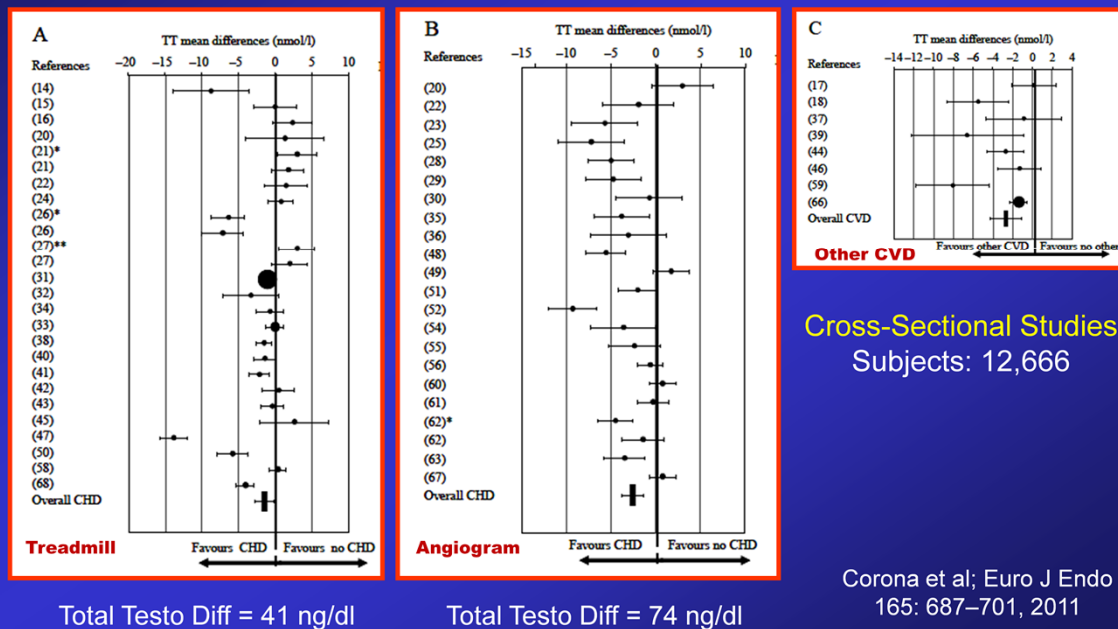 A
TT mean differences (nmol/l)
References
−20 −15 −10 −5 0 5 10
(14)
(15)
(16)
(20)
(21)*
(21)
(22)
(24)
(26)*
(26)
(27)**
(27)
(31)
(32)
(34)
(33)
(38)
(40)
(41)
(42)
(43)
(45)
(47)
(50)
(58)
(68)
Overall CHD
Treadmill
Favours CHD Favours no CHD
Total Testo Diff = 41 ng/dl
B
TT mean differences (nmol/l)
References
−15 −10 −5 0 5 10
(20)
(22)
(23)
(25)
(28)
(29)
(30)
(35)
(36)
(48)
(49)
(51)
(52)
(54)
(55)
(56)
(60)
(61)
(62)*
(62)
(63)
(67)
Overall CHD
Angiogram
Favours CHD Favours no CHD
Total Testo Diff = 74 ng/dl
C
TT mean differences (nmol/l)
References
−14 −12 −10 −8 −6 −4 −2 0 2 4
(17)
(18)
(37)
(39)
(44)
(46)
(59)
(66)
Overall CVD
Favours other CVD Favours no other
Other CVD
Cross-Sectional Studies
Subjects: 12,666
Corona et al; Euro J Endo
165: 687–701, 2011